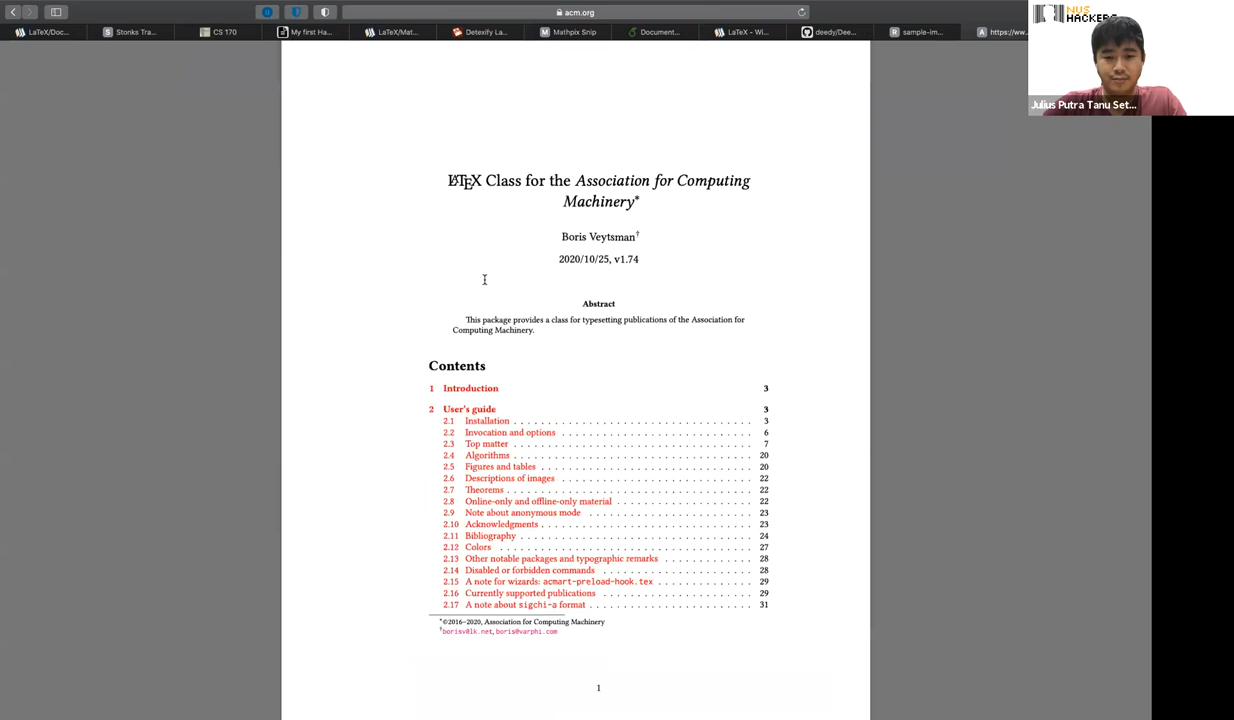 acm.org
LaTeX/Doc...
Stonks Tra...
CS 170
My first Ha...
LaTeX/Mat...
Detexify La...
Mathpix Snip
Document...
LaTeX - Wi...
deedy/Dee...
sample-im...
https://ww...
NUS
HACKERS
Julius Putra Tanu Set...
LATEX Class for the Association for Computing
Machinery*
Boris Veytsman†
2020/10/25, v1.74
Abstract
This package provides a class for typesetting publications of the Association for
Computing Machinery.
Contents
1 Introduction 3
2 User's guide 3
2.1 Installation . . . . . . . . . . . . . . . . . . . . 3
2.2 Invocation and options . . . . . . . . . . . . . . . . . . . . 6
2.3 Top matter . . . . . . . . . . . . . . . . . . . . 7
2.4 Algorithms . . . . . . . . . . . . . . . . . . . . 20
2.5 Figures and tables . . . . . . . . . . . . . . . . . . . . 20
2.6 Descriptions of images . . . . . . . . . . . . . . . . . . . . 22
2.7 Theorems . . . . . . . . . . . . . . . . . . . . 22
2.8 Online-only and offline-only material . . . . . . . . . . . . . . . 22
2.9 Note about anonymous mode . . . . . . . . . . . . . . . . . . 23
2.10 Acknowledgments . . . . . . . . . . . . . . . . . . . . 23
2.11 Bibliography . . . . . . . . . . . . . . . . . . . . 24
2.12 Colors . . . . . . . . . . . . . . . . . . . . 27
2.13 Other notable packages and typographic remarks . . . . . . . . . . 28
2.14 Disabled or forbidden commands . . . . . . . . . . . . . . . . 28
2.15 A note for wizards: acmart-preload-hook.tex . . . . . . . . . . . 29
2.16 Currently supported publications . . . . . . . . . . . . . . . . 29
2.17 A note about sigchi-a format . . . . . . . . . . . . . . . . . 31
*©2016–2020, Association for Computing Machinery
†borisv@lk.net, boris@varphi.com
1